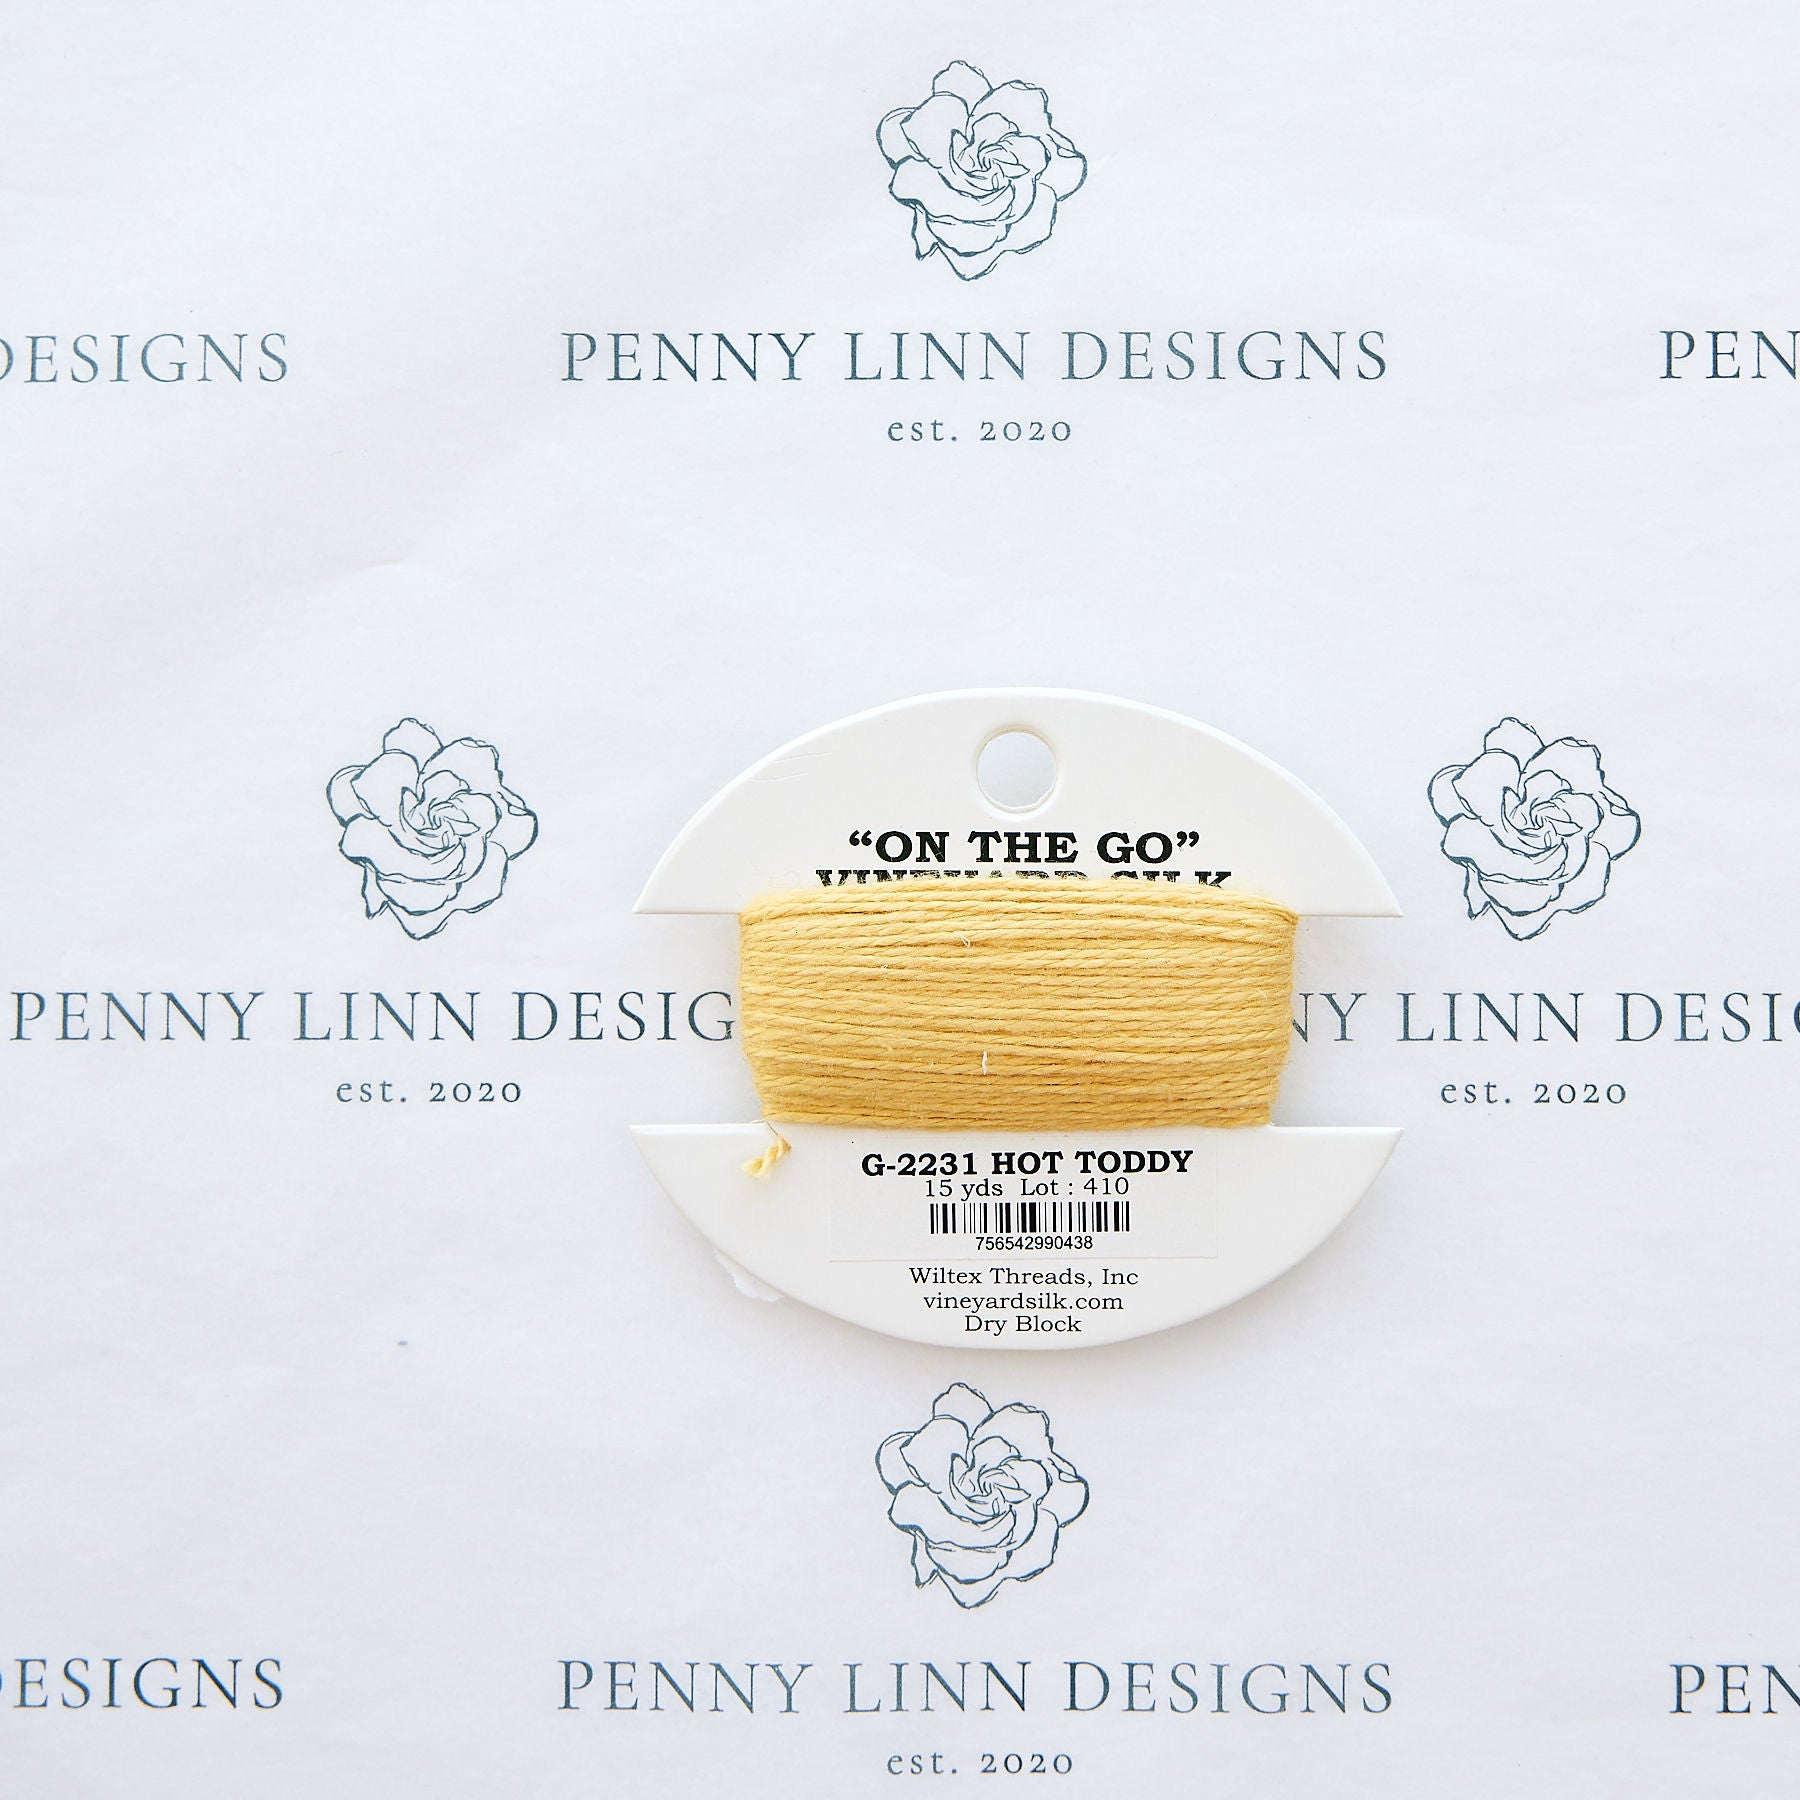 DESIGNS
PENNY LINN DESIGNS
PEN
est. 2020
“ON THE GO”
VINEYARD SILK
PENNY LINN DESIG
NY LINN DESIG
est. 2020
est. 2020
G-2231 HOT TODDY
15 yds Lot : 410
756542990438
Wiltex Threads, Inc
vineyardsilk.com
Dry Block
DESIGNS
PENNY LINN DESIGNS
PEN
est. 2020